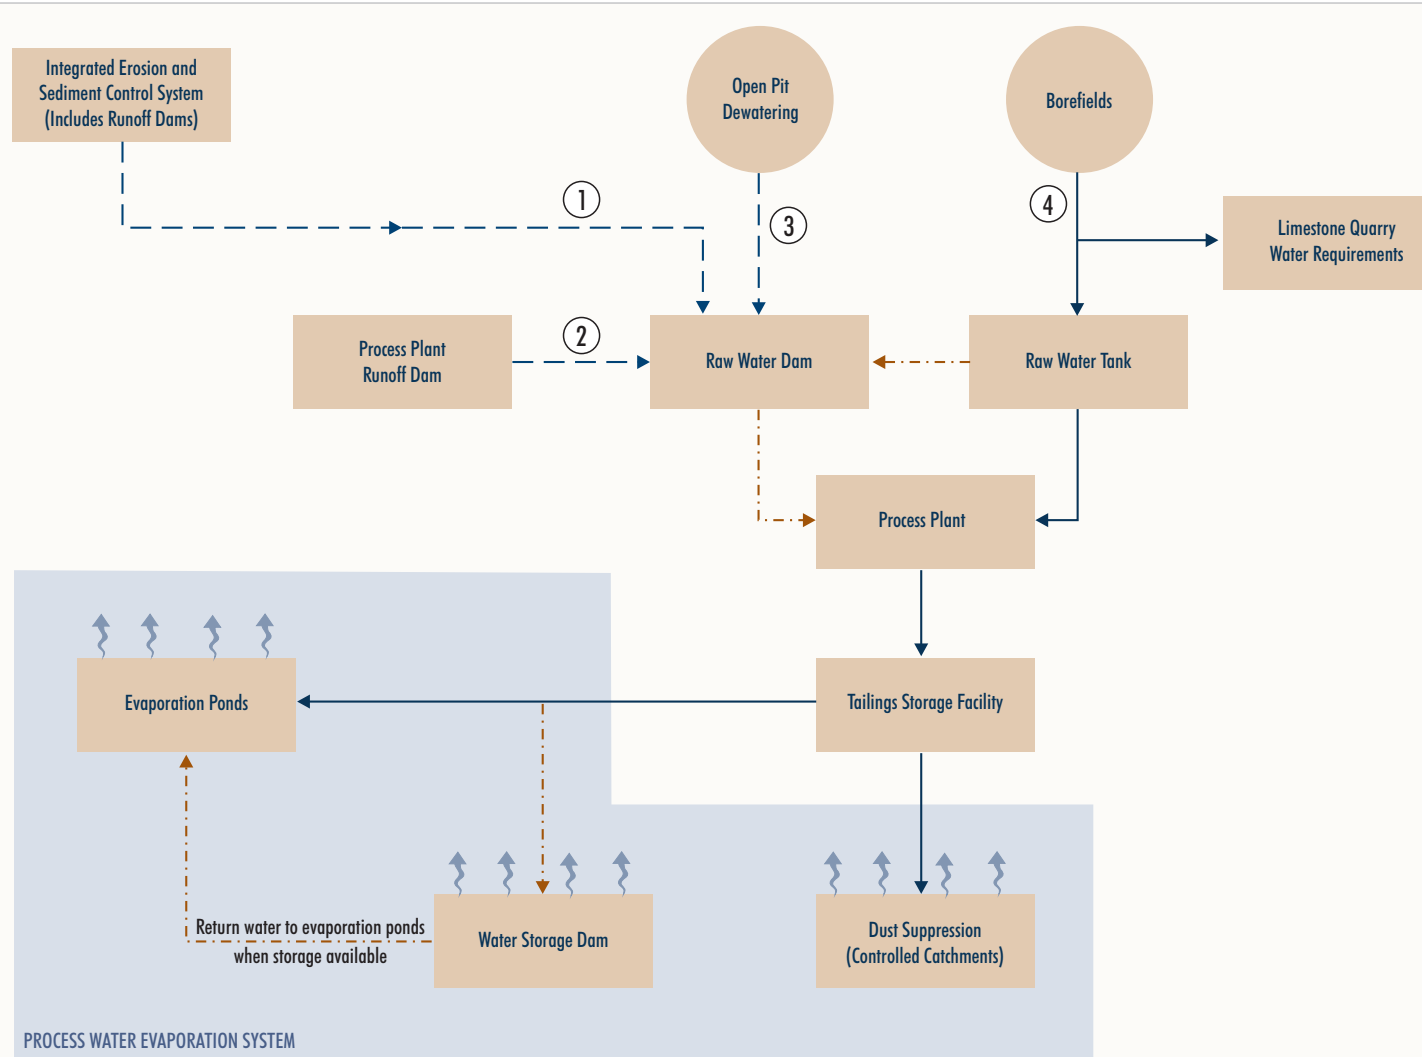 Integrated Erosion and
Sediment Control System
(Includes Runoff Dams)
Open Pit
Dewatering
Borefields
1
3
4
Limestone Quarry
Water Requirements
2
Process Plant
Runoff Dam
Raw Water Dam
Raw Water Tank
Process Plant
Evaporation Ponds
Tailings Storage Facility
Return water to evaporation ponds
when storage available
Water Storage Dam
Dust Suppression
(Controlled Catchments)
PROCESS WATER EVAPORATION SYSTEM